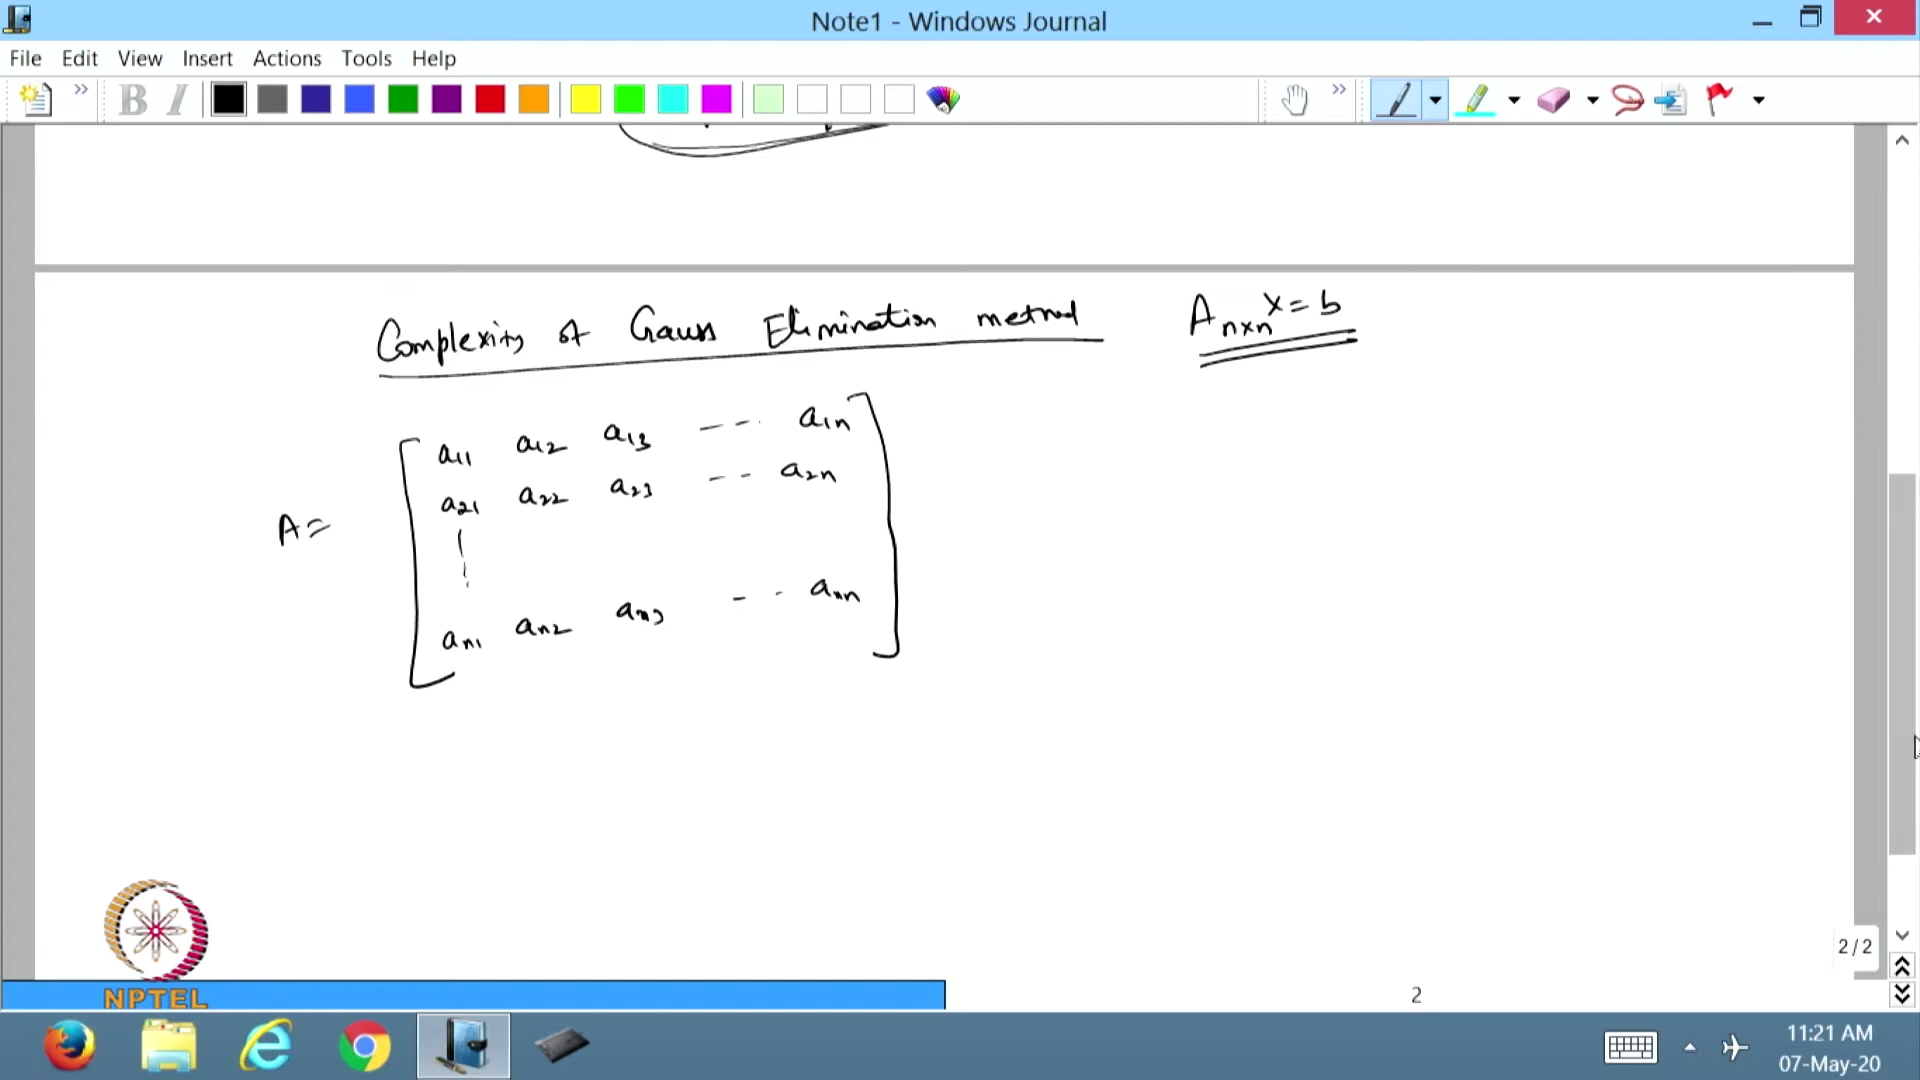 Note1 - Windows Journal
File Edit View Insert Actions Tools Help
B I
Complexity of Gauss Elimination method
A n×n x = b
a11 a12 a13 --- a1n
a21 a22 a23 -- a2n
A =
an1 an2 an3 - - ann
2 / 2
NPTEL
2
11:21 AM
07-May-20